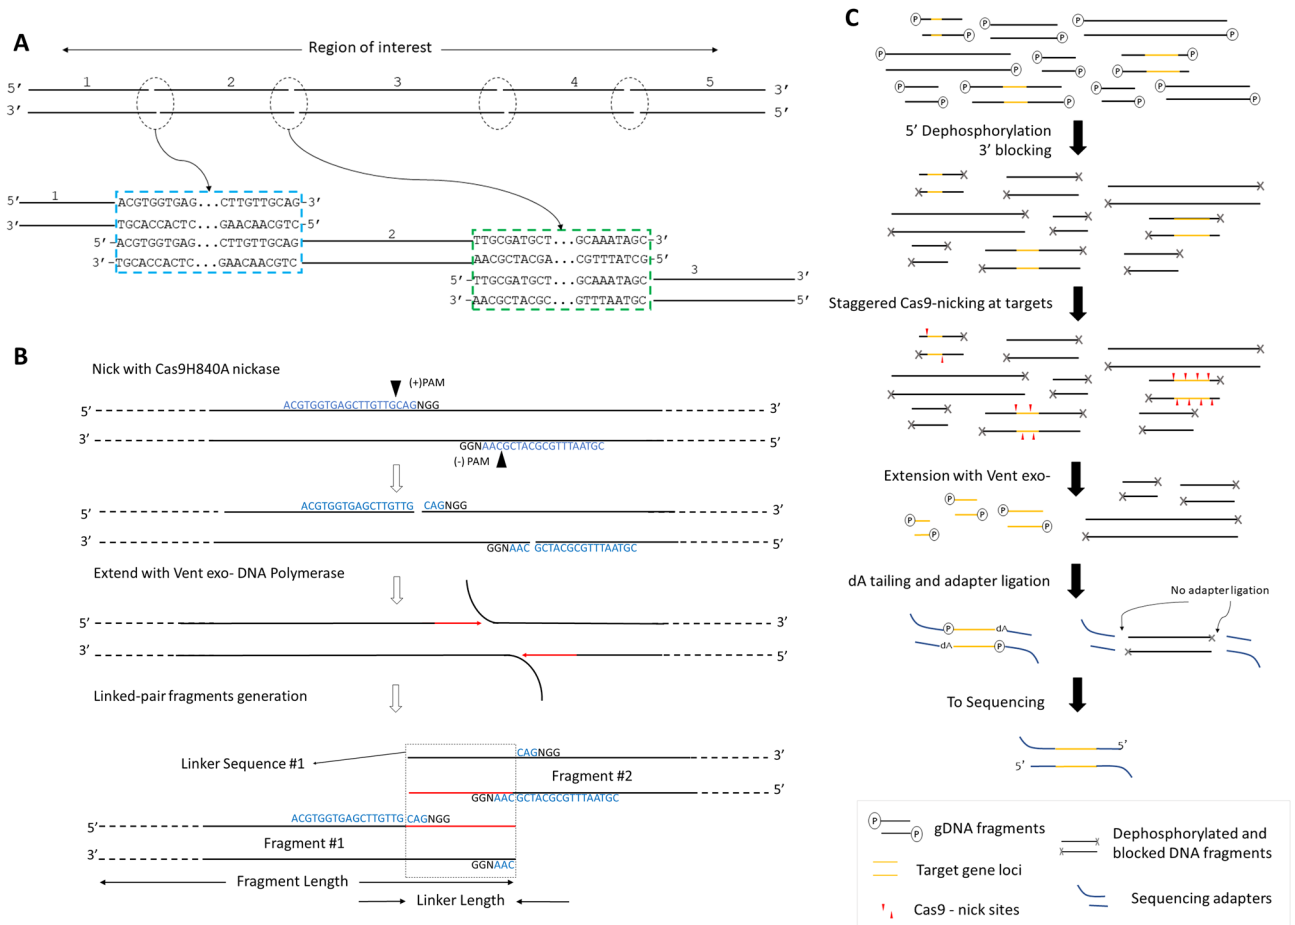 A
Region of interest
1 2 3 4 5
5′ 3′
3′ 5′
1
5′ ACGTGGTGAG...CTTGTTGCAG-3′
3′ TGCACCACTC...GAACAACGTC-5′
5′-ACGTGGTGAG...CTTGTTGCAG
3′-TGCACCACTC...GAACAACGTC
2
TTGCGATGCT...GCAAATAGC-3′
AACGCTACGA...CGTTTATCG-5′
5′-TTGCGATGCT...GCAAATAGC
3′-AACGCTACGC...GTTTAATGC
3
3′
5′
B
Nick with Cas9H840A nickase
(+)PAM
ACGTGGTGAGCTTGTTGCAGNGG
5′ 3′
3′ 5′
GGNAACGCTACGCGTTTAATGC
(-) PAM
ACGTGGTGAGCTTGTTG CAGNGG
5′ 3′
3′ 5′
GGNAAC GCTACGCGTTTAATGC
Extend with Vent exo- DNA Polymerase
5′ 3′
3′ 5′
Linked-pair fragments generation
CAGNGG
3′
Linker Sequence #1
Fragment #2
5′
GGNAAC GCTACGCGTTTAATGC
ACGTGGTGAGCTTGTTG CAGNGG
5′
Fragment #1
3′
GGNAAC
Fragment Length
Linker Length
C
P P P
P P P
P P P
P P P
P P P P
P P P P
5′ Dephosphorylation
3′ blocking
Staggered Cas9-nicking at targets
Extension with Vent exo-
P P P
P P P
dA tailing and adapter ligation
No adapter ligation
P dA
dA P
To Sequencing
5′
5′
P
P
gDNA fragments
Target gene loci
Cas9 - nick sites
Dephosphorylated and
blocked DNA fragments
Sequencing adapters